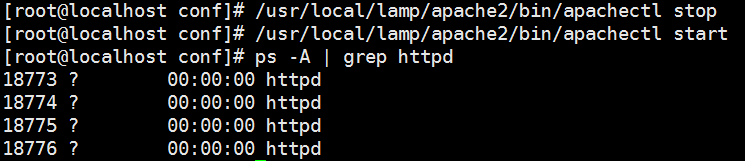 [root@localhost conf]# /usr/local/lamp/apache2/bin/apachectl stop
[root@localhost conf]# /usr/local/lamp/apache2/bin/apachectl start
[root@localhost conf]# ps -A | grep httpd
18773 ?        00:00:00 httpd
18774 ?        00:00:00 httpd
18775 ?        00:00:00 httpd
18776 ?        00:00:00 httpd